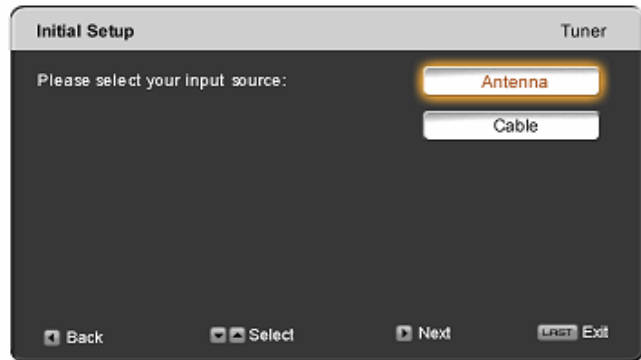 Initial Setup Tuner
Please select your input source: Antenna
Cable
Back Select Next LAST Exit